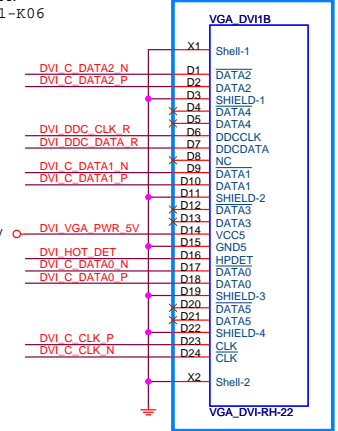 1-K06
VGA_DVI1B
X1 Shell-1
DVI_C_DATA2_N D1 DATA2
DVI_C_DATA2_P D2 DATA2
D3 SHIELD-1
D4 DATA4
D5 DATA4
DVI_DDC_CLK_R D6 DDCCLK
DVI_DDC_DATA_R D7 DDCDATA
D8 NC
DVI_C_DATA1_N D9 DATA1
DVI_C_DATA1_P D10 DATA1
D11 SHIELD-2
D12 DATA3
D13 DATA3
DVI_VGA_PWR_5V D14 VCC5
D15 GND5
DVI_HOT_DET D16 HPDET
DVI_C_DATA0_N D17 DATA0
DVI_C_DATA0_P D18 DATA0
D19 SHIELD-3
D20 DATA5
D21 DATA5
D22 SHIELD-4
DVI_C_CLK_P D23 CLK
DVI_C_CLK_N D24 CLK
X2 Shell-2
VGA_DVI-RH-22